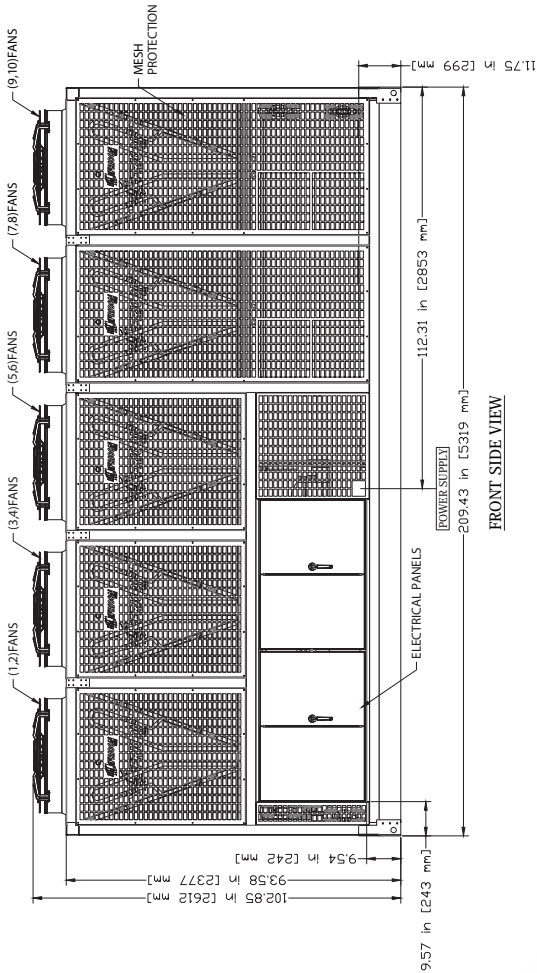 (1,2)FANS
(3,4)FANS
(5,6)FANS
(7,8)FANS
(9,10)FANS
MESH
PROTECTION
102.85 in [2612 mm]
93.58 in [2377 mm]
9.54 in [242 mm]
9.57 in [243 mm]
11.75 in [299 mm]
ELECTRICAL PANELS
POWER SUPPLY
112.31 in [2853 mm]
209.43 in [5319 mm]
FRONT SIDE VIEW